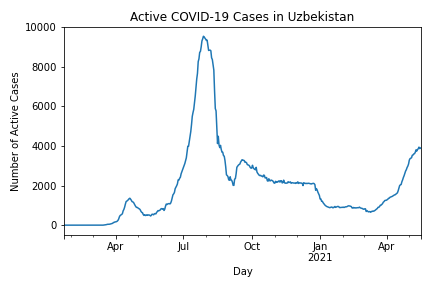 Active COVID-19 Cases in Uzbekistan
10000
8000
6000
4000
2000
0
Number of Active Cases
Apr Jul Oct Jan Apr
2021
Day